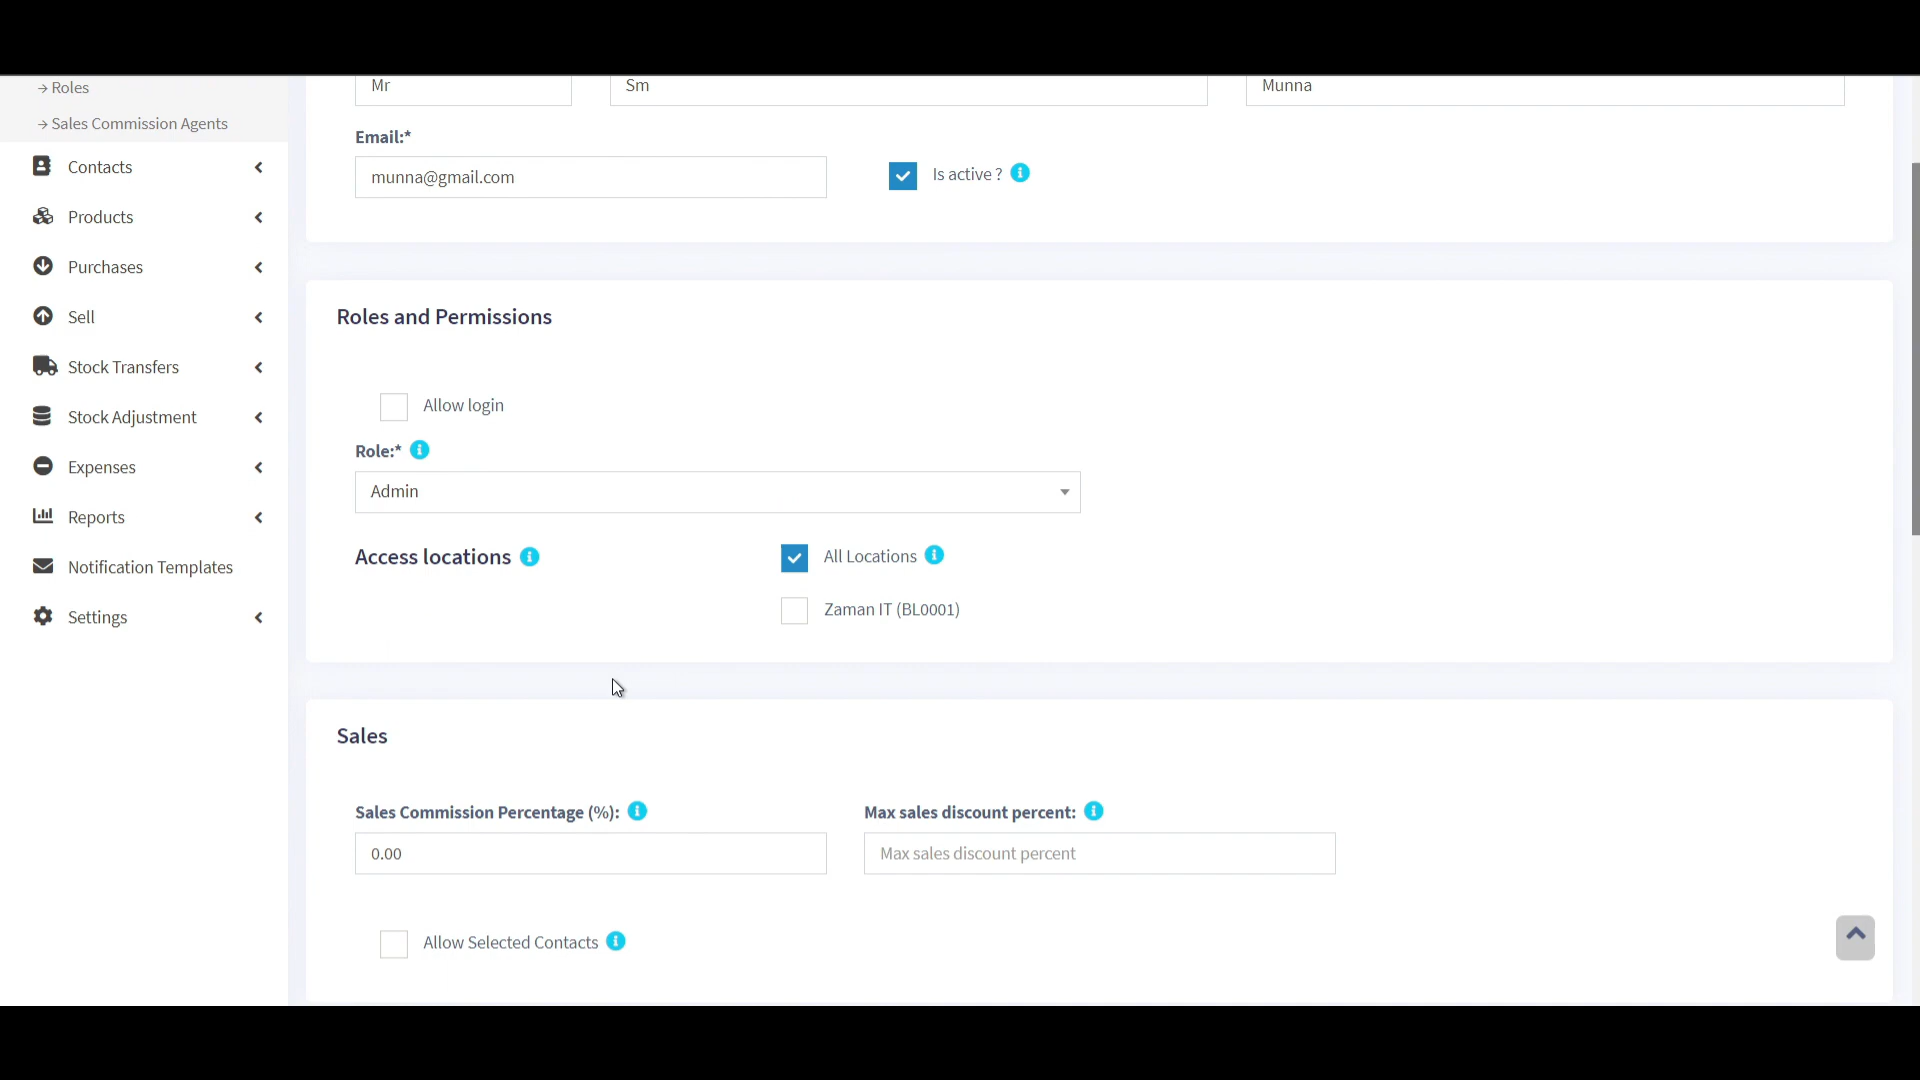 → Roles
→ Sales Commission Agents
Contacts
Products
Purchases
Sell
Stock Transfers
Stock Adjustment
Expenses
Reports
Notification Templates
Settings
Mr
Sm
Munna
Email:*
munna@gmail.com
Is active ?
Roles and Permissions
Allow login
Role:*
Admin
Access locations
All Locations
Zaman IT (BL0001)
Sales
Sales Commission Percentage (%):
Max sales discount percent:
0.00
Max sales discount percent
Allow Selected Contacts